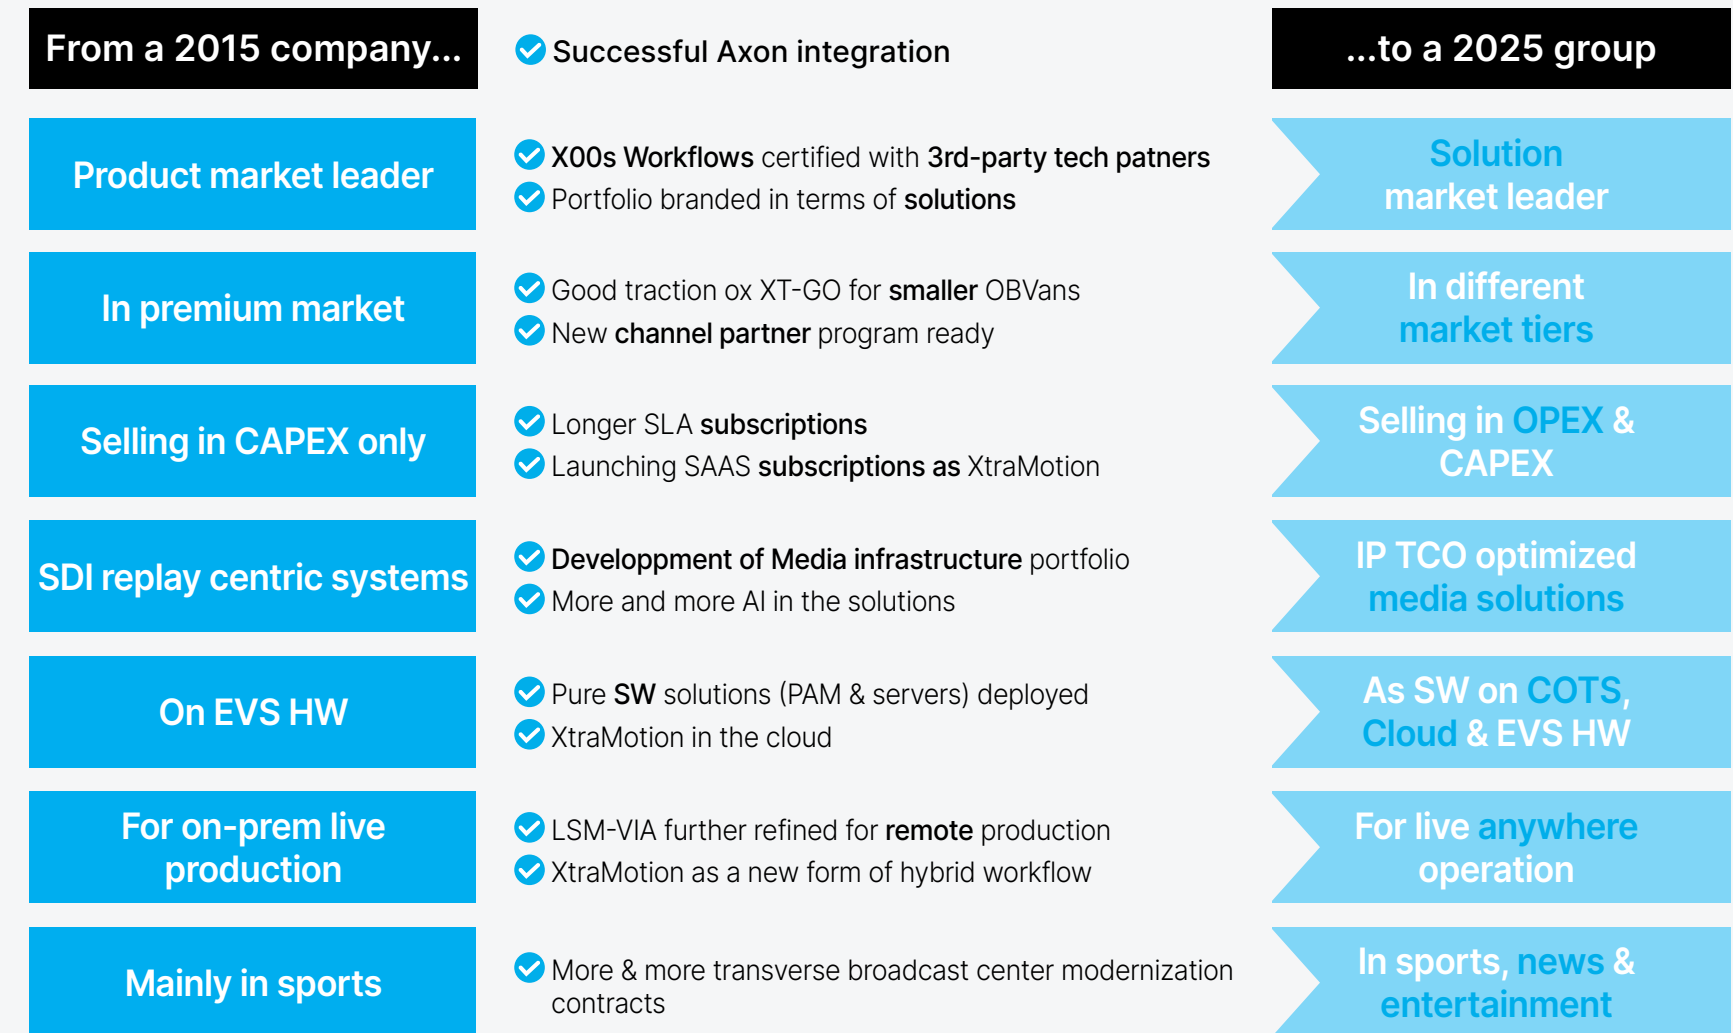 From a 2015 company...
Successful Axon integration
...to a 2025 group
Product market leader
X00s Workflows certified with 3rd-party tech patners
Portfolio branded in terms of solutions
Solution
market leader
In premium market
Good traction ox XT-GO for smaller OBVans
New channel partner program ready
In different
market tiers
Selling in CAPEX only
Longer SLA subscriptions
Launching SAAS subscriptions as XtraMotion
Selling in OPEX &
CAPEX
SDI replay centric systems
Developpment of Media infrastructure portfolio
More and more AI in the solutions
IP TCO optimized
media solutions
On EVS HW
Pure SW solutions (PAM & servers) deployed
XtraMotion in the cloud
As SW on COTS,
Cloud & EVS HW
For on-prem live
production
LSM-VIA further refined for remote production
XtraMotion as a new form of hybrid workflow
For live anywhere
operation
Mainly in sports
More & more transverse broadcast center modernization
contracts
In sports, news &
entertainment